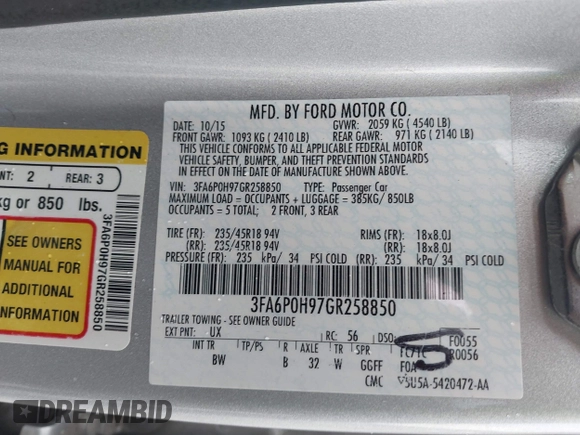 MFD. BY FORD MOTOR CO.
DATE: 10/15 GVWR: 2059 KG ( 4540 LB)
FRONT GAWR: 1093 KG ( 2410 LB) REAR GAWR: 971 KG ( 2140 LB)
THIS VEHICLE CONFORMS TO ALL APPLICABLE FEDERAL MOTOR
VEHICLE SAFETY, BUMPER, AND THEFT PREVENTION STANDARDS IN
EFFECT ON THE DATE OF MANUFACTURE SHOWN ABOVE.
VIN: 3FA6P0H97GR258850 TYPE: Passenger Car
MAXIMUM LOAD = OCCUPANTS + LUGGAGE = 385KG/ 850LB
OCCUPANTS = 5 TOTAL; 2 FRONT, 3 REAR
TIRE (FR): 235/45R18 94V RIMS (FR): 18x8.0J
(RR): 235/45R18 94V (RR): 18x8.0J
PRESSURE (FR): 235 kPa/ 34 PSI COLD (RR): 235 kPa/ 34 PSI COLD
3FA6P0H97GR258850
TRAILER TOWING - SEE OWNER GUIDE
EXT PNT: UX RC: 56 DSO: F0055
INT TR TP/PS R AXLE TR SPR R0056
BW B 32 W GGFF
CMC V5U5A-5420472-AA
5
G INFORMATION
NT: 2 REAR: 3
kg or 850 lbs.
SEE OWNERS
MANUAL FOR
ADDITIONAL
INFORMATION
3FA6P0H97GR258850
DREAMBID